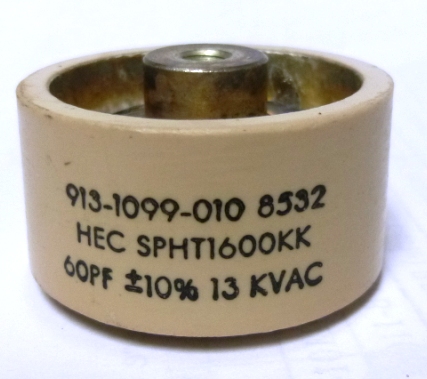 913-1099-010 8532
HEC SPHT1600KK
60PF ±10% 13 KVAC